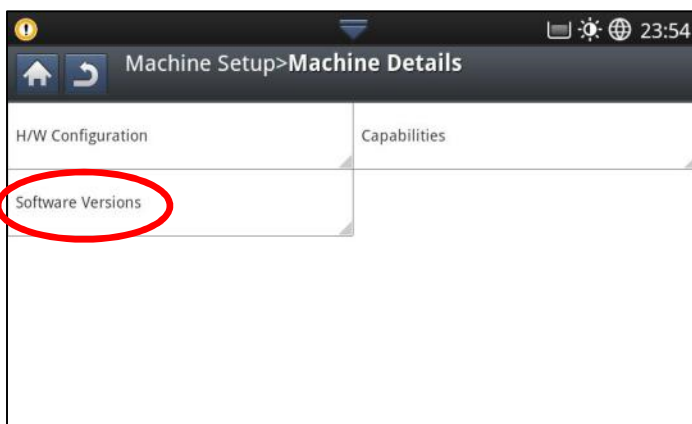 23:54
Machine Setup>Machine Details
H/W Configuration
Capabilities
Software Versions